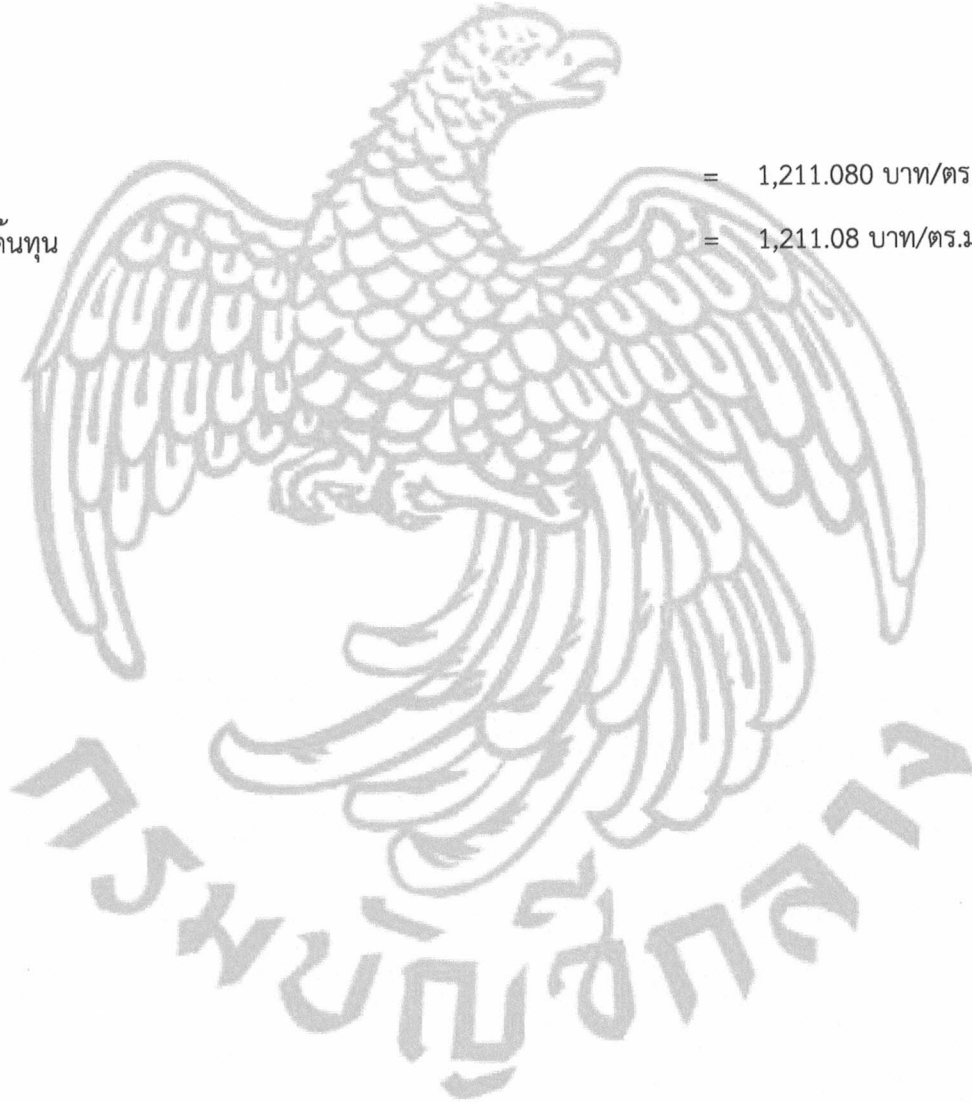 = 1,211.080 บาท/ตร
ค้นทุน = 1,211.08 บาท/ตร.ม
กรมบัญชีกลาง